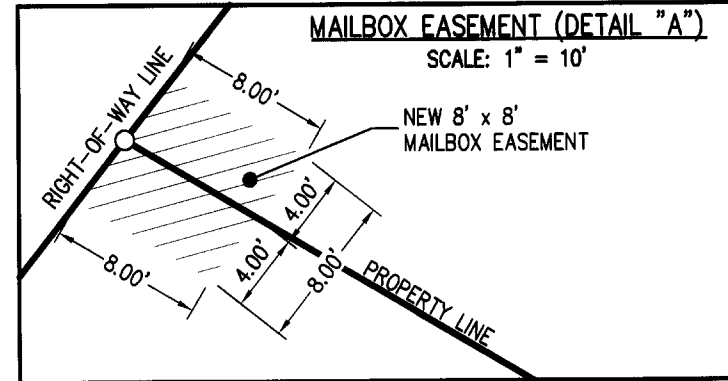 MAILBOX EASEMENT (DETAIL "A")
SCALE: 1" = 10'
RIGHT-OF-WAY LINE
8.00'
NEW 8' x 8'
MAILBOX EASEMENT
8.00'
4.00'
4.00'
8.00'
PROPERTY LINE